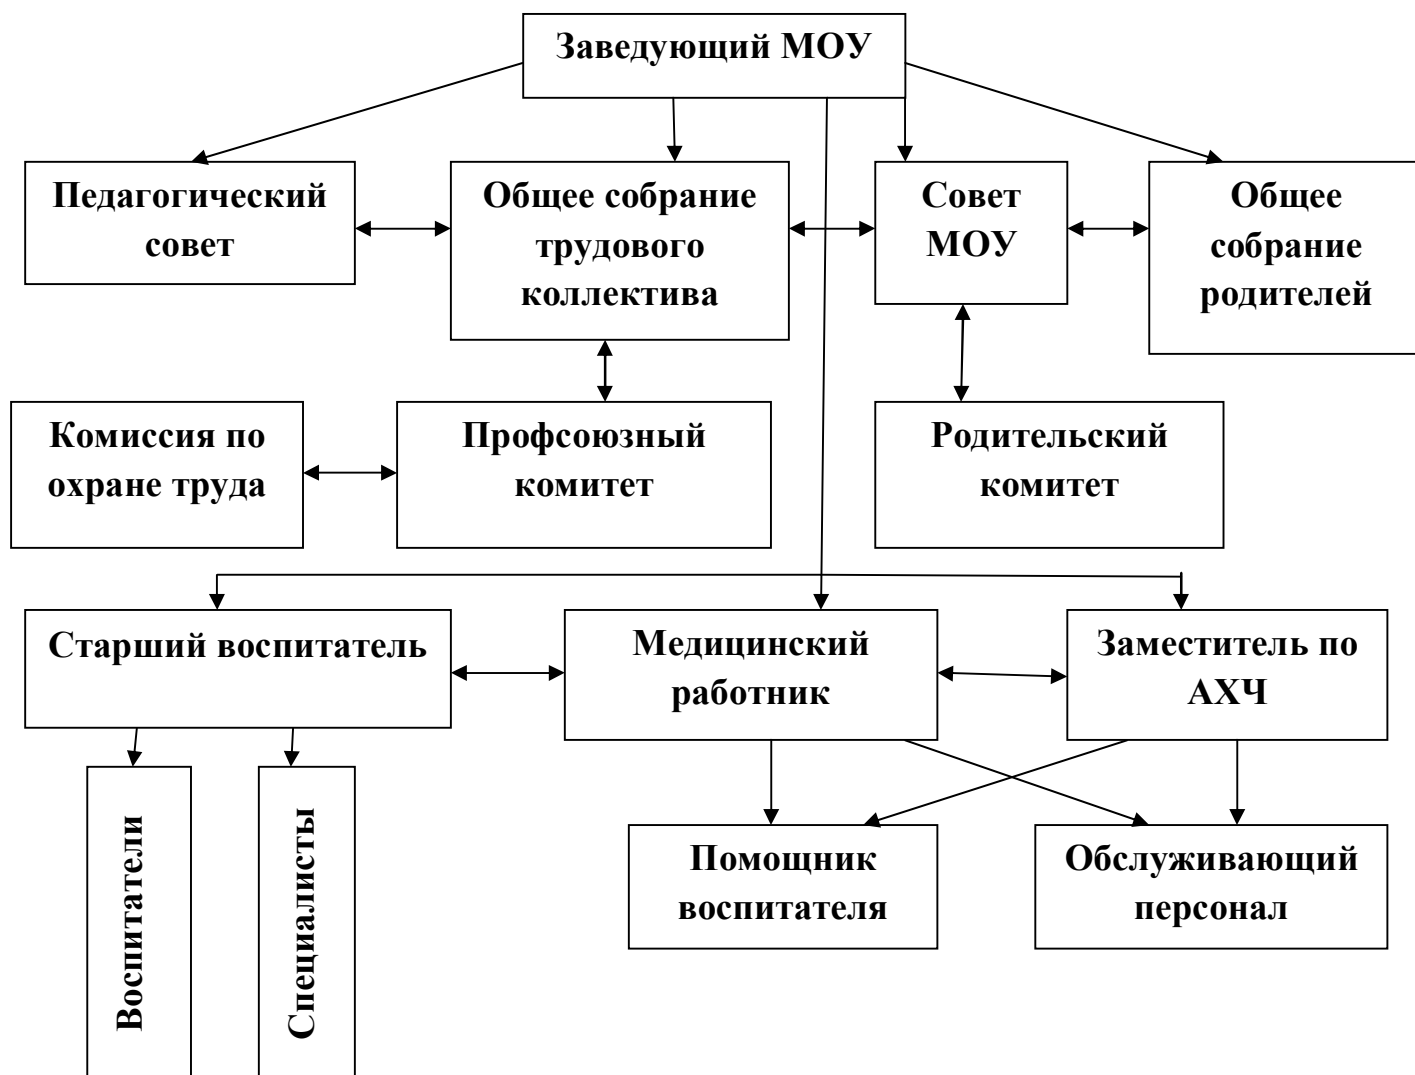 Заведующий МОУ
Педагогический
совет
Общее собрание
трудового
коллектива
Совет
МОУ
Общее
собрание
родителей
Комиссия по
охране труда
Профсоюзный
комитет
Родительский
комитет
Старший воспитатель
Медицинский
работник
Заместитель по
АХЧ
Воспитатели
Специалисты
Помощник
воспитателя
Обслуживающий
персонал